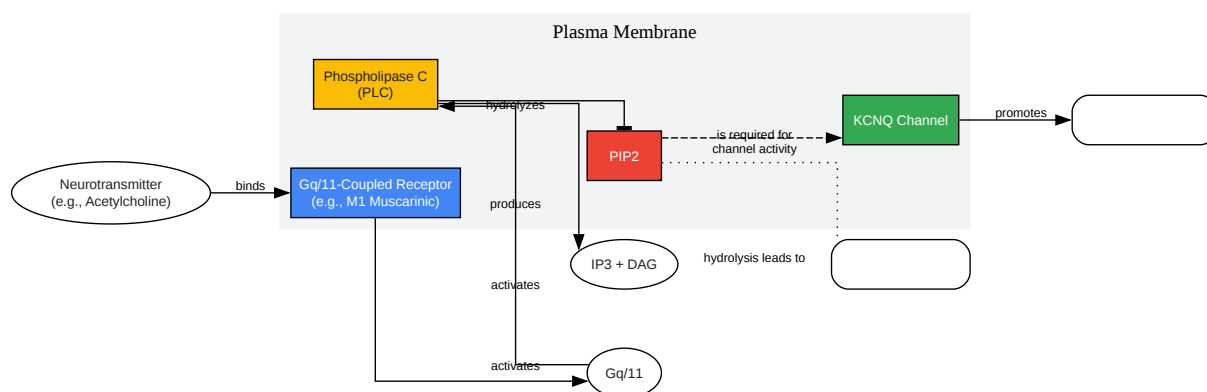 Plasma Membrane
Phospholipase C
(PLC)
hydrolyzes
KCNQ Channel
promotes
is required for
channel activity
PIP2
Neurotransmitter
(e.g., Acetylcholine)
binds
Gq/11-Coupled Receptor
(e.g., M1 Muscarinic)
produces
IP3 + DAG
hydrolysis leads to
activates
activates
Gq/11